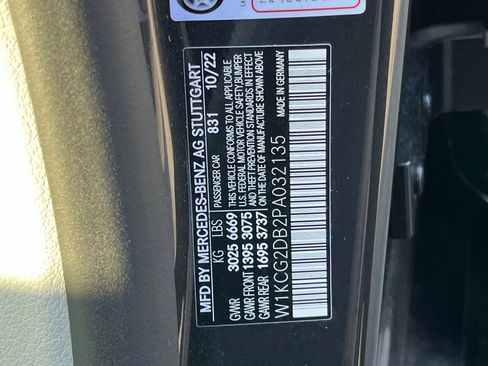 MFD BY MERCEDES-BENZ AG STUTTGART
PASSENGER CAR 831 10/22
KG LBS
GVWR 3025 6669
GAWR FRONT 1395 3075
GAWR REAR 1695 3737
THIS VEHICLE CONFORMS TO ALL APPLICABLE
U.S. FEDERAL MOTOR VEHICLE SAFETY, BUMPER
AND THEFT PREVENTION STANDARDS IN EFFECT
ON THE DATE OF MANUFACTURE SHOWN ABOVE
W1KCG2DB2PA032135
MADE IN GERMANY